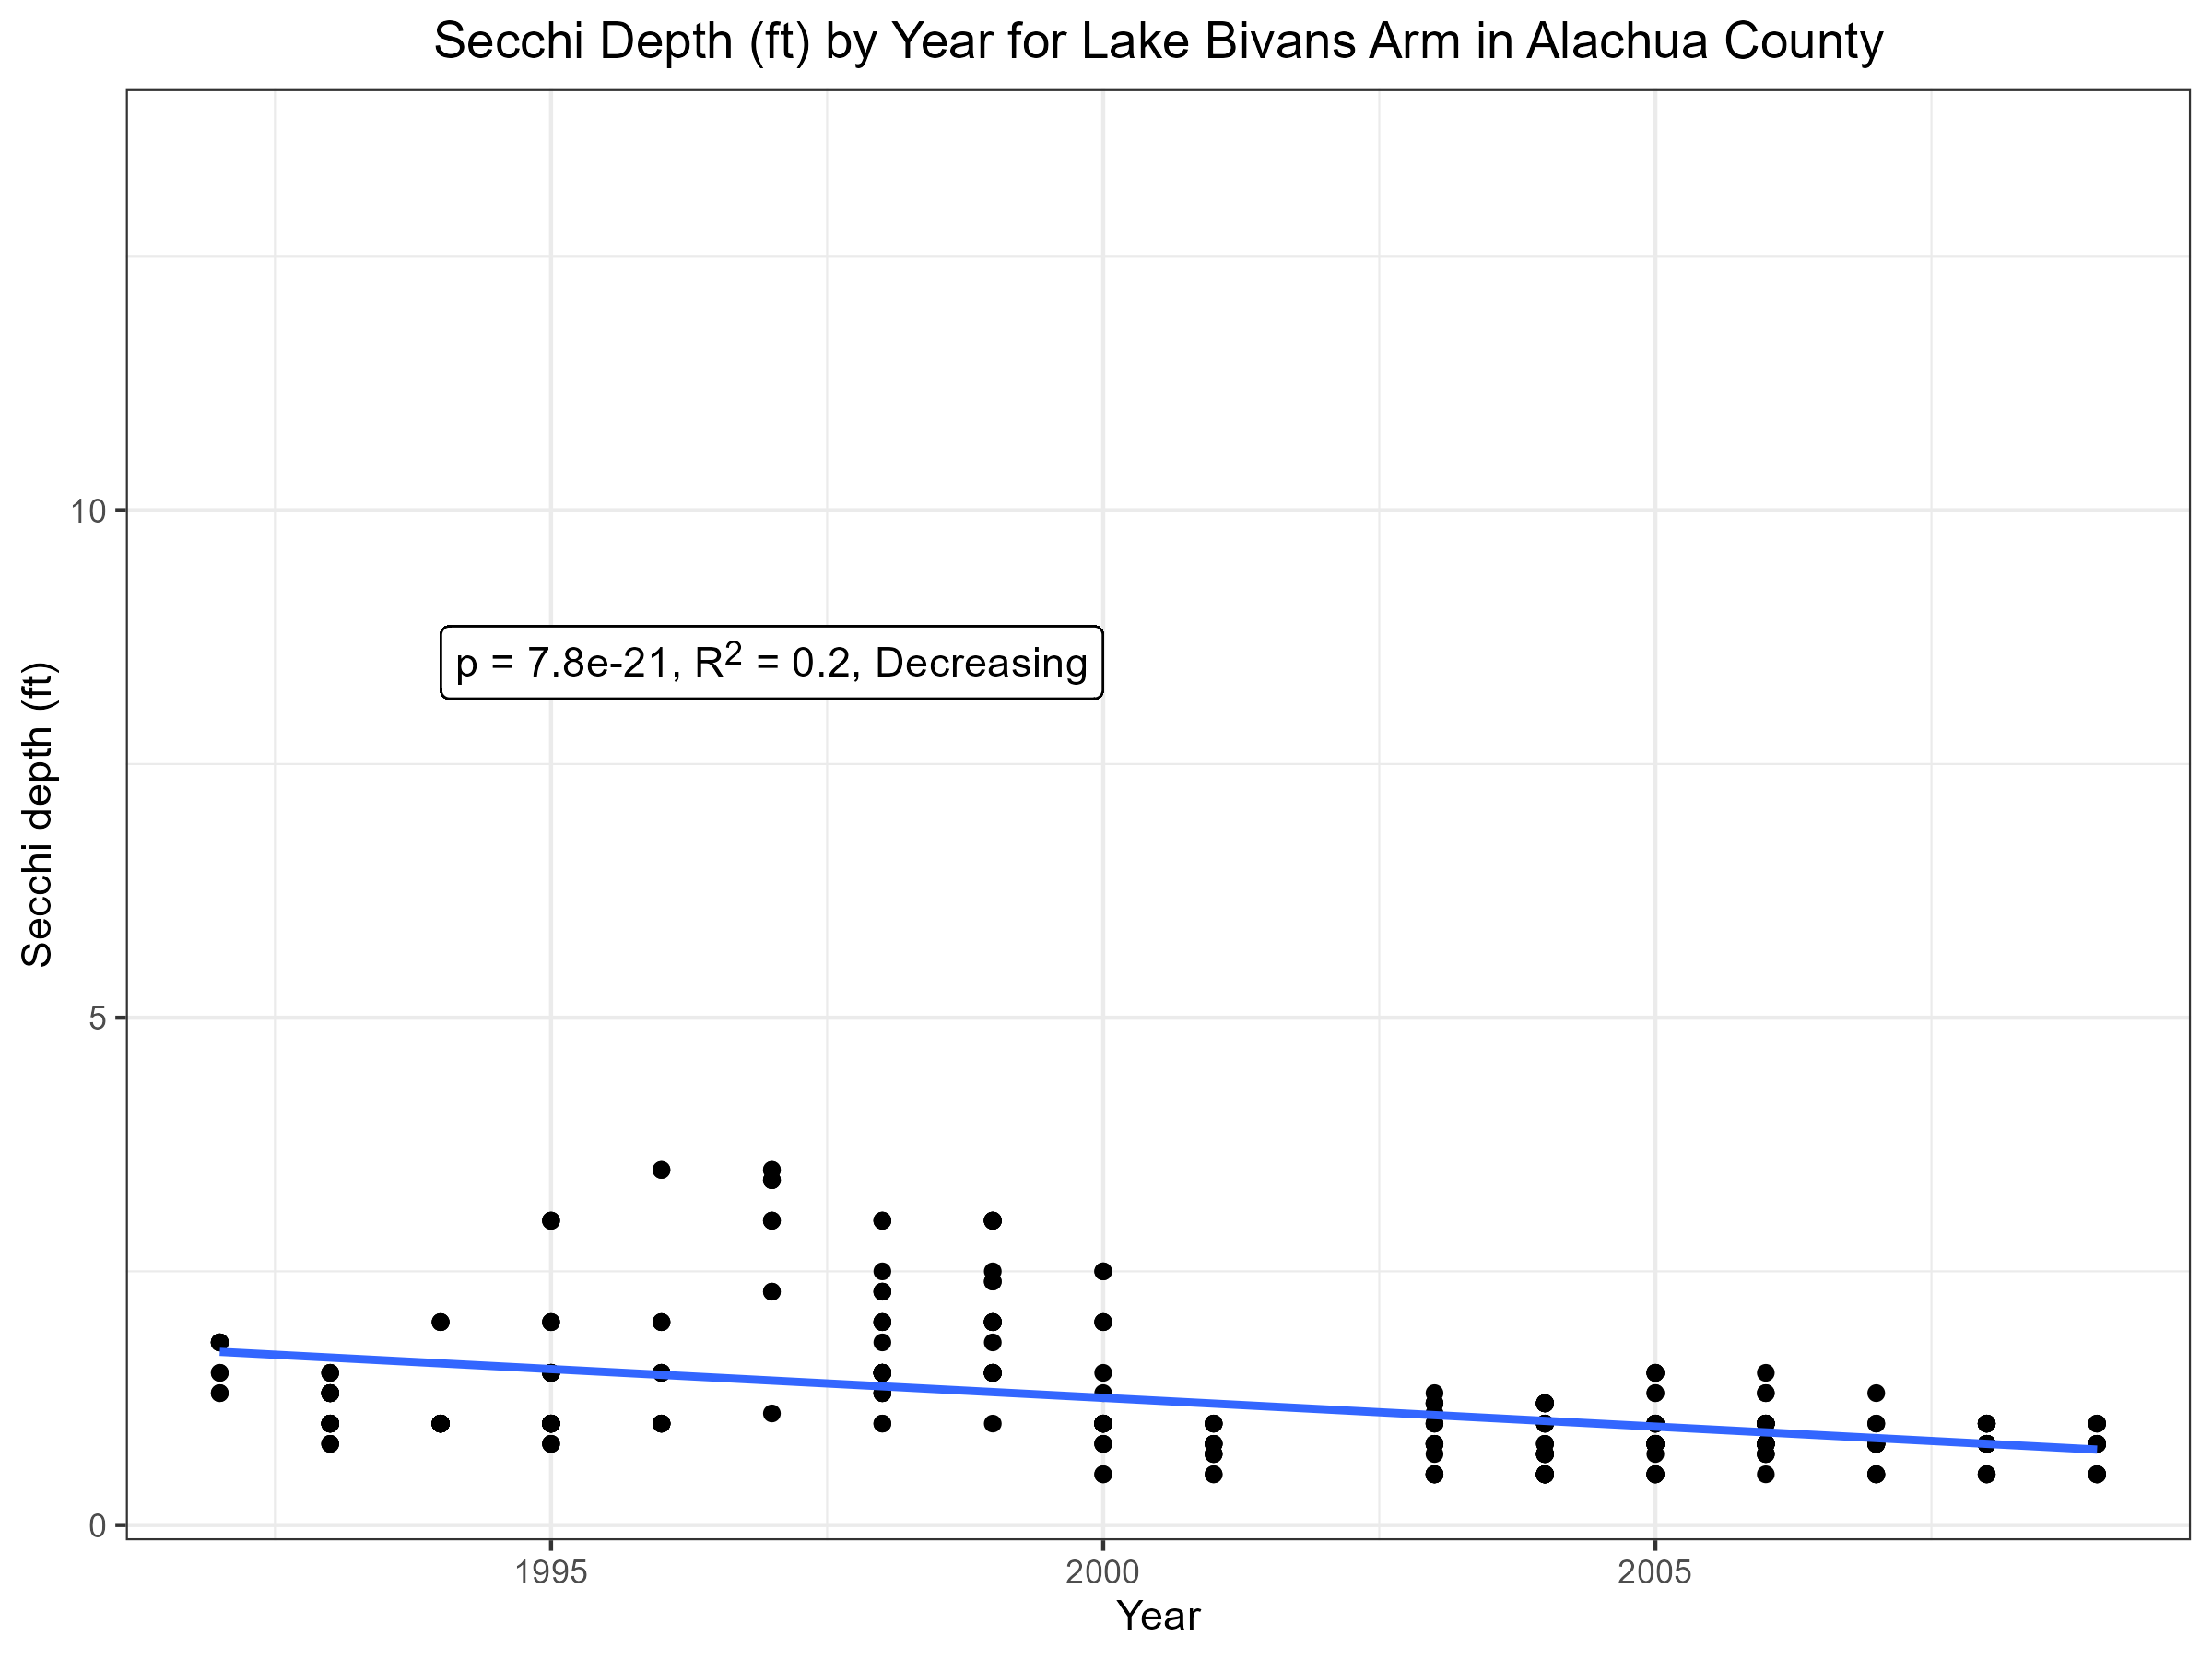 Secchi Depth (ft) by Year for Lake Bivans Arm in Alachua County
10
p = 7.8e-21, R² = 0.2, Decreasing
Secchi depth (ft)
5
0
1995 2000 2005
Year